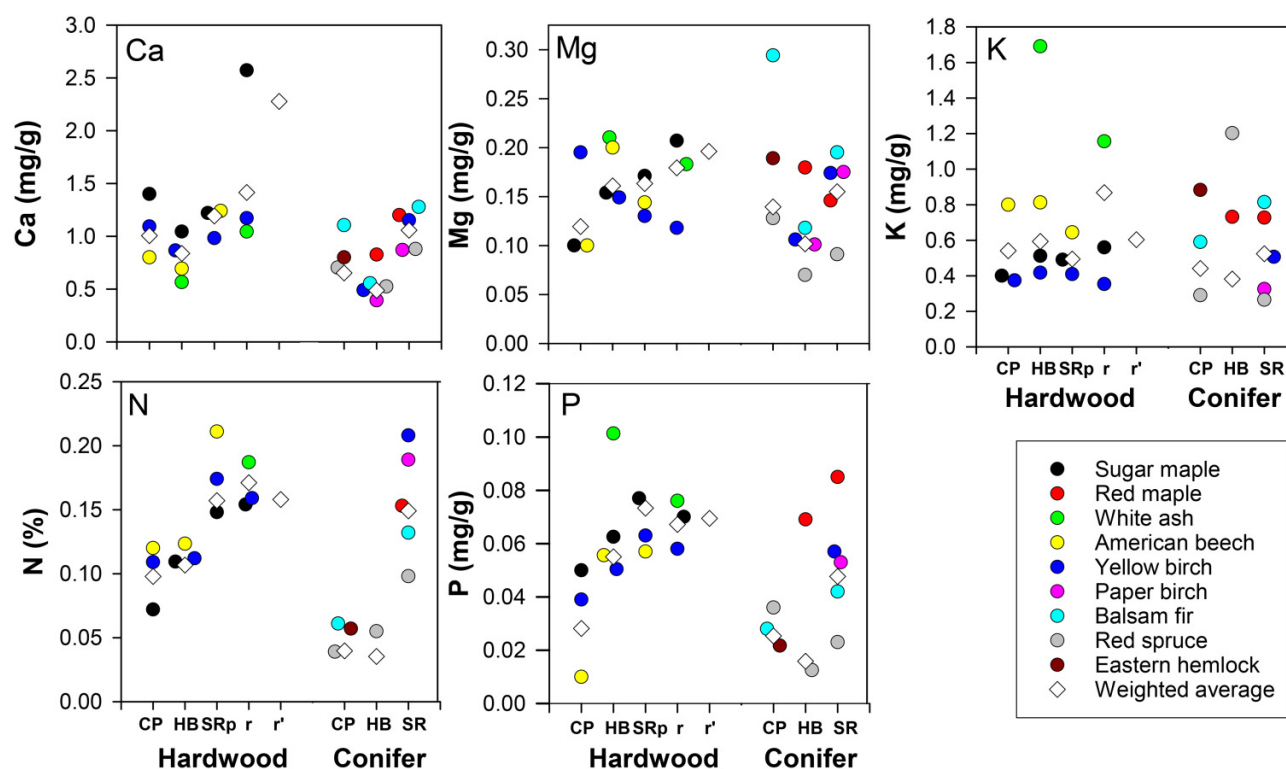 Ca
Ca (mg/g)
3.0
2.5
2.0
1.5
1.0
0.5
0.0
Mg
Mg (mg/g)
0.30
0.25
0.20
0.15
0.10
0.05
0.00
K
K (mg/g)
1.8
1.6
1.4
1.2
1.0
0.8
0.6
0.4
0.2
0.0
CP HB SRp r r' CP HB SR
Hardwood Conifer
N
N (%)
0.25
0.20
0.15
0.10
0.05
0.00
CP HB SRp r r' CP HB SR
Hardwood Conifer
P
P (mg/g)
0.12
0.10
0.08
0.06
0.04
0.02
0.00
CP HB SRp r r' CP HB SR
Hardwood Conifer
Sugar maple
Red maple
White ash
American beech
Yellow birch
Paper birch
Balsam fir
Red spruce
Eastern hemlock
Weighted average